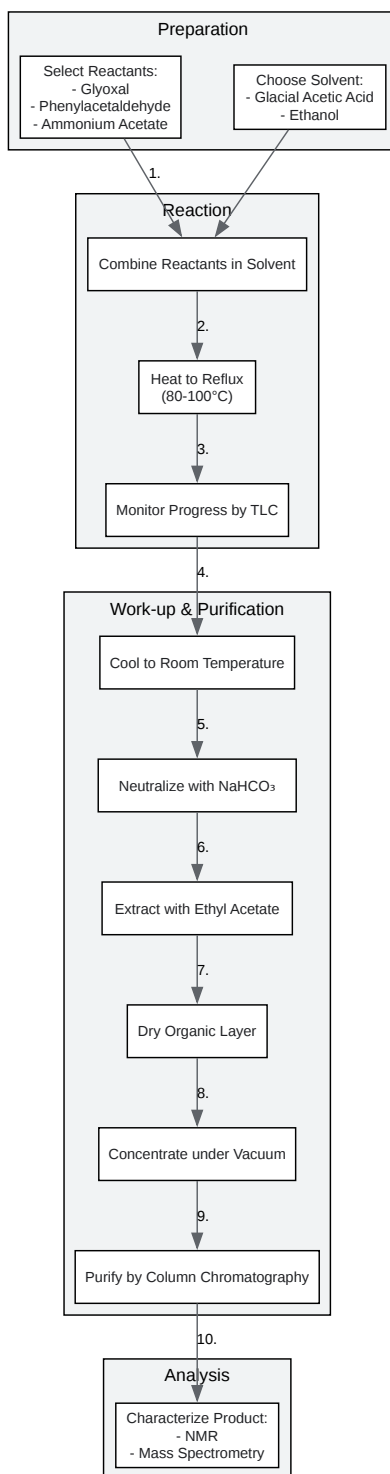 Preparation
Select Reactants:
- Glyoxal
- Phenylacetaldehyde
- Ammonium Acetate
Choose Solvent:
- Glacial Acetic Acid
- Ethanol
1.
Reaction
Combine Reactants in Solvent
2.
Heat to Reflux
(80-100°C)
3.
Monitor Progress by TLC
4.
Work-up & Purification
Cool to Room Temperature
5.
Neutralize with NaHCO₃
6.
Extract with Ethyl Acetate
7.
Dry Organic Layer
8.
Concentrate under Vacuum
9.
Purify by Column Chromatography
10.
Analysis
Characterize Product:
- NMR
- Mass Spectrometry